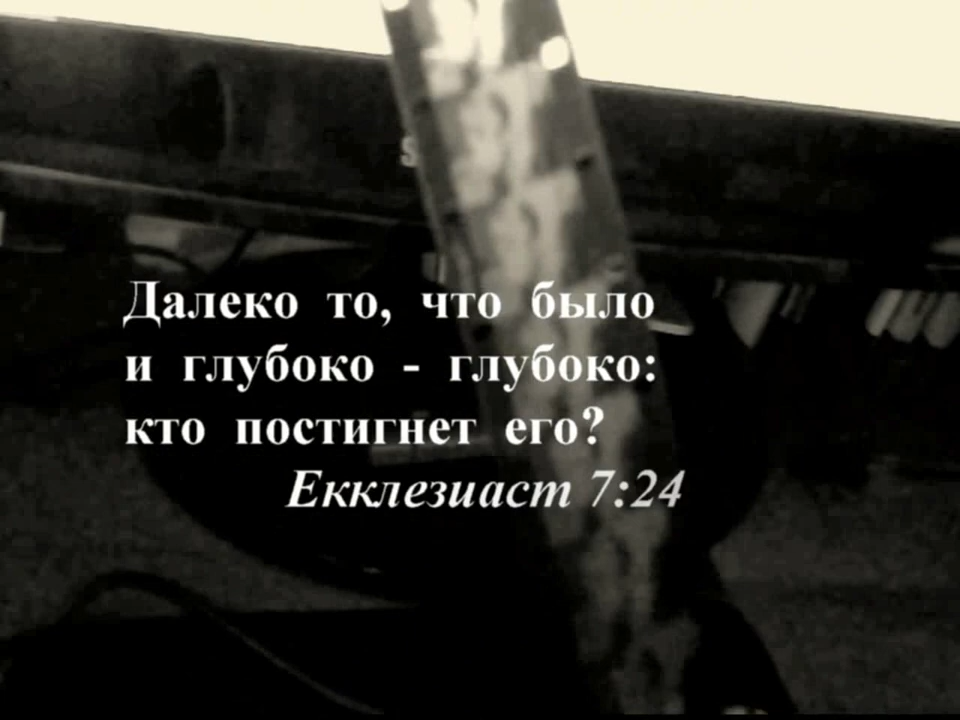 Далеко то, что было
и глубоко - глубоко:
кто постигнет его?
Екклезиаст 7:24